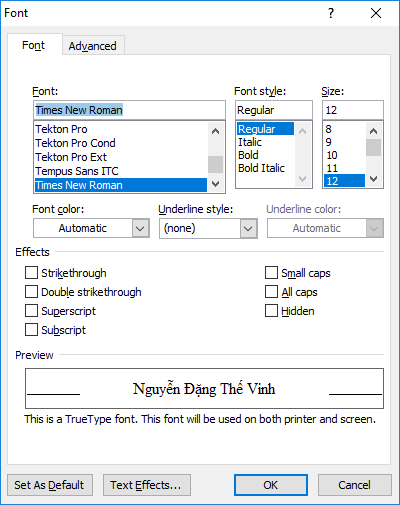 Font
? ×
Font Advanced
Font: Font style: Size:
Times New Roman Regular 12
Tekton Pro Regular 8
Tekton Pro Cond Italic 9
Tekton Pro Ext Bold 10
Tempus Sans ITC Bold Italic 11
Times New Roman 12
Font color: Underline style: Underline color:
Automatic (none) Automatic
Effects
Strikethrough Small caps
Double strikethrough All caps
Superscript Hidden
Subscript
Preview
Nguyễn Đặng Thế Vinh
This is a TrueType font. This font will be used on both printer and screen.
Set As Default Text Effects... OK Cancel